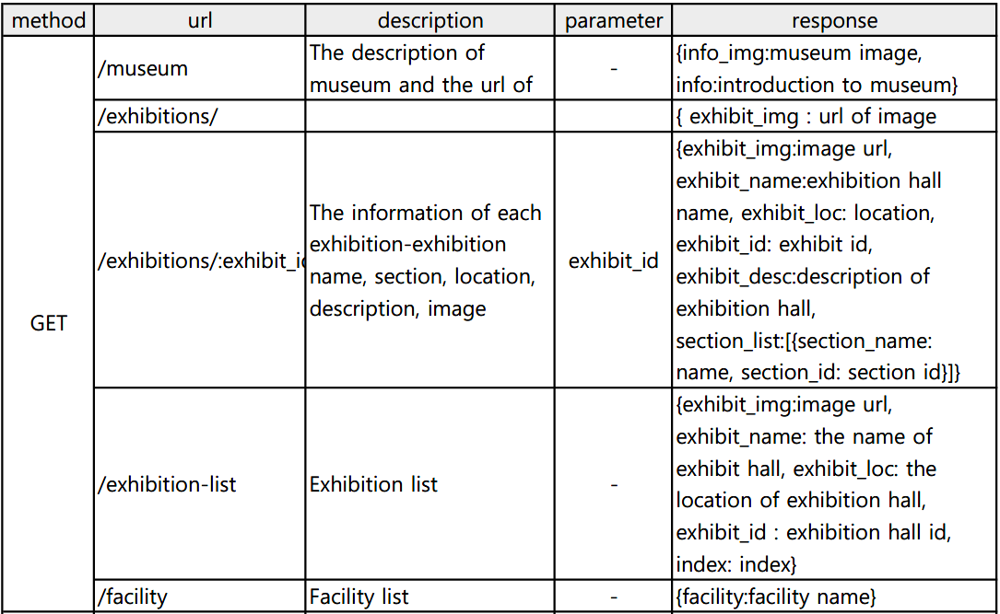 method url description parameter response
GET
/museum
The description of
museum and the url of
-
{info_img:museum image,
info:introduction to museum}
/exhibitions/
{ exhibit_img : url of image
/exhibitions/:exhibit_i
The information of each
exhibition-exhibition
name, section, location,
description, image
exhibit_id
{exhibit_img:image url,
exhibit_name:exhibition hall
name, exhibit_loc: location,
exhibit_id: exhibit id,
exhibit_desc:description of
exhibition hall,
section_list:[{section_name:
name, section_id: section id}]}
/exhibition-list
Exhibition list
-
{exhibit_img:image url,
exhibit_name: the name of
exhibit hall, exhibit_loc: the
location of exhibition hall,
exhibit_id : exhibition hall id,
index: index}
/facility
Facility list
-
{facility:facility name}